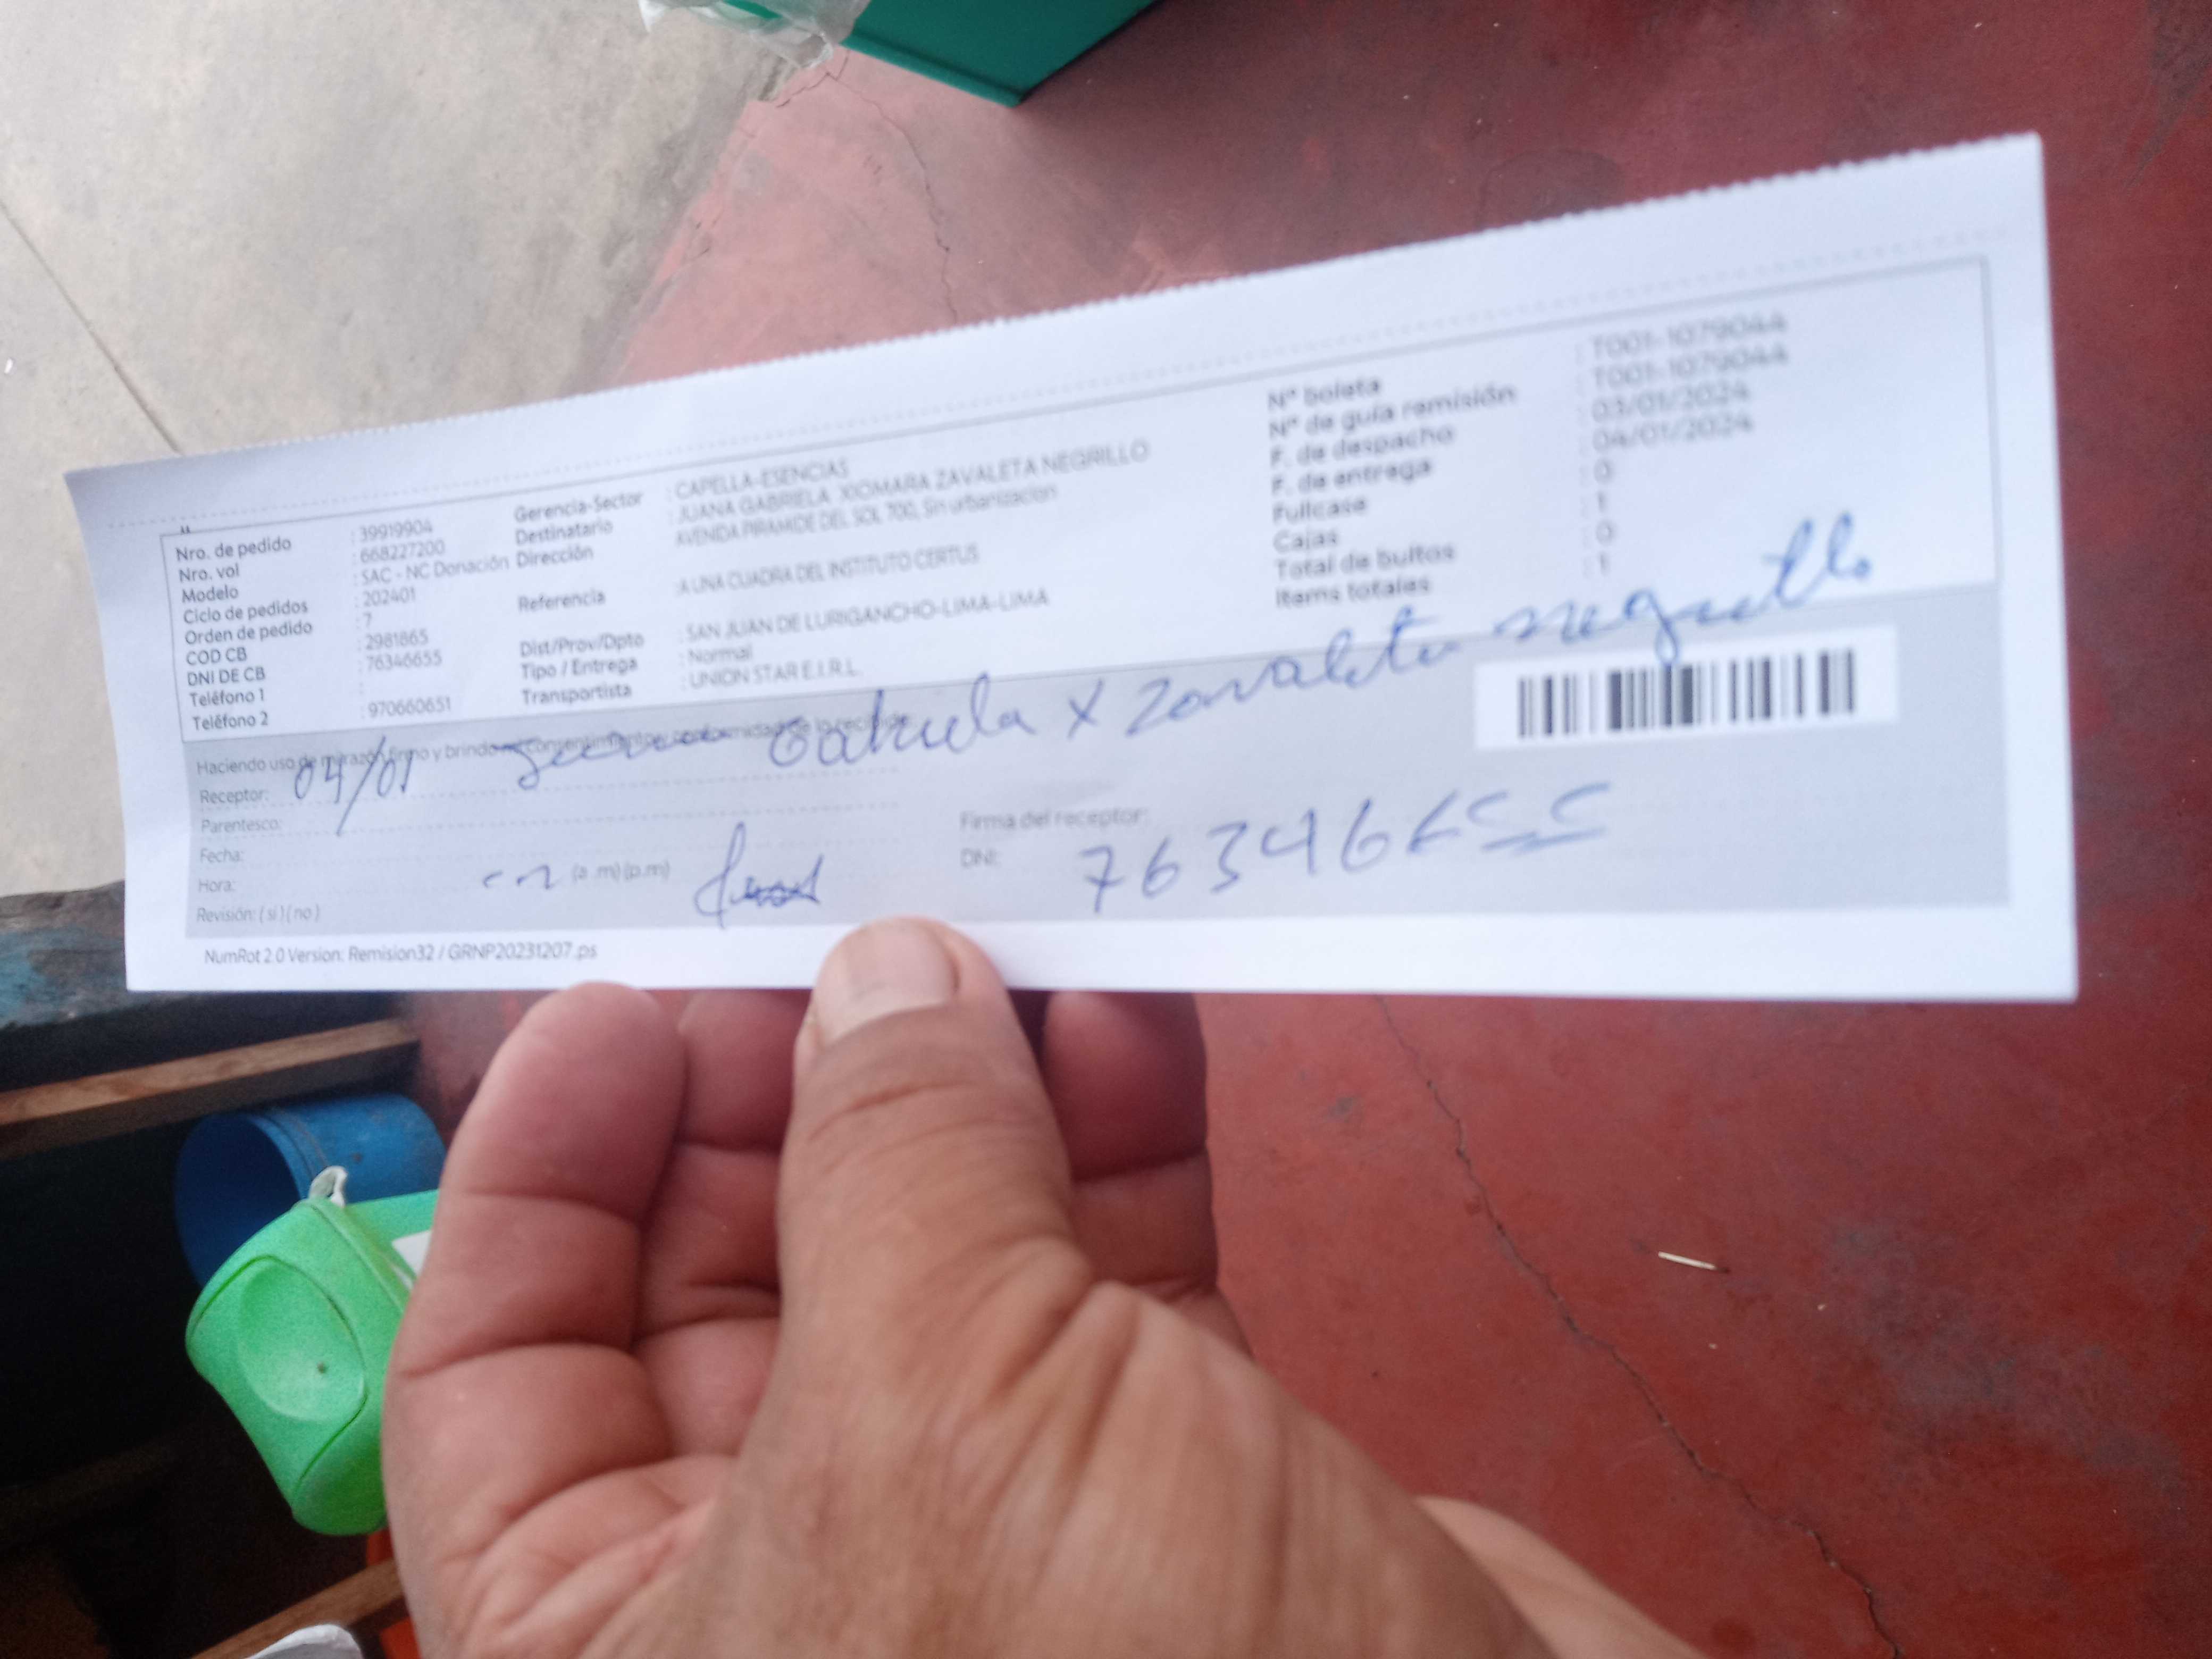 Nro. de pedido : 39919904
Nro. vol : 668227200
Modelo : SAC - NC Donación
Ciclo de pedidos : 202401
Orden de pedido : 7
COD CB : 2981865
DNI DE CB : 76346655
Teléfono 1 :
Teléfono 2 : 970660651
Gerencia-Sector : CAPELLA-ESENCIAS
Destinatario : JUANA GABRIELA XIOMARA ZAVALETA NEGRILLO
Dirección AVENDA PIRAMIDE DEL SOL 700, Sin urbanizacion
Referencia : A UNA CUADRA DEL INSTITUTO CERTUS
Dist/Prov/Dpto : SAN JUAN DE LURIGANCHO-LIMA-LIMA
Tipo / Entrega : Normal
Transportista : UNION STAR E.I.R.L.
N° boleta : T001-1079044
N° de guía remisión : T001-1079044
F. de despacho : 03/01/2024
F. de entrega : 04/01/2024
Fullcase : 0
Cajas : 1
Total de bultos : 0
Items totales : 1
Haciendo uso de mi razón firmo y brindo mi consentimiento y conformidad de lo recibido:
Receptor: 04/01 Juana Gabriela X Zavaleta negrillo
Parentesco:
Fecha:
Hora: (a .m) (p.m)
Revisión: ( si ) ( no )
Firma del receptor:
DNI: 76346655
NumRot 2.0 Version: Remision32 / GRNP20231207.ps